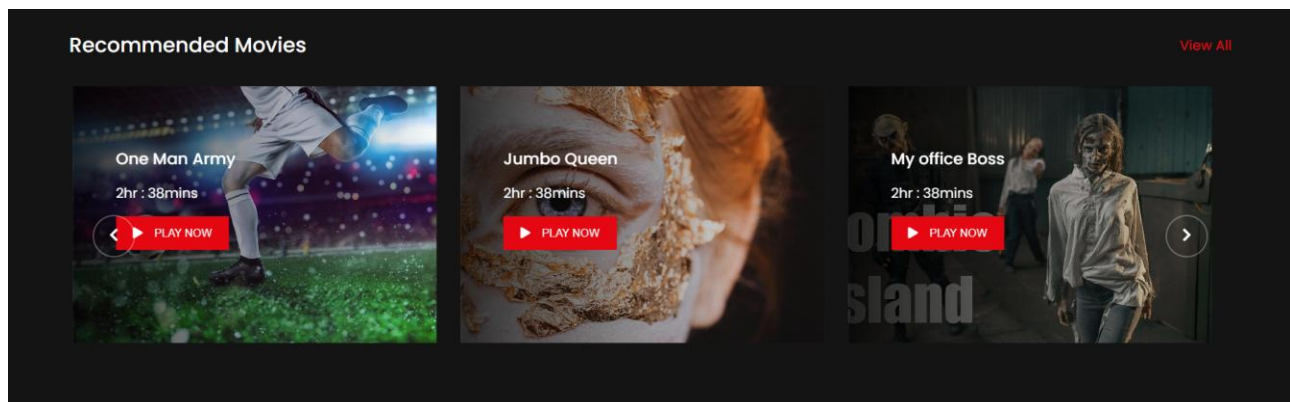 Recommended Movies
View All
One Man Army
2hr : 38mins
PLAY NOW
Jumbo Queen
2hr : 38mins
PLAY NOW
My office Boss
2hr : 38mins
PLAY NOW
sland